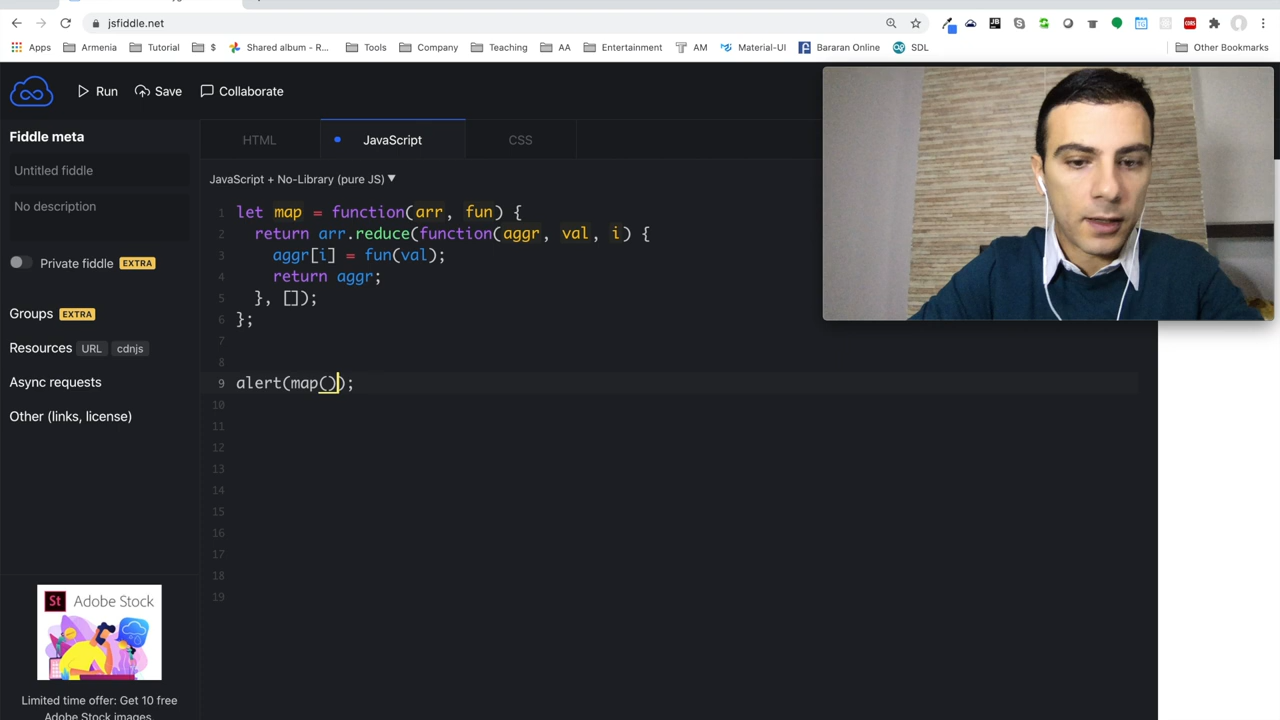 jsfiddle.net
Apps Armenia Tutorial $ Shared album - R... Tools Company Teaching AA Entertainment AM Material-UI Bararan Online SDL Other Bookmarks
Run Save Collaborate
Fiddle meta
Untitled fiddle
No description
Private fiddle EXTRA
Groups EXTRA
Resources URL cdnjs
Async requests
Other (links, license)
St Adobe Stock
Limited time offer: Get 10 free
Adobe Stock images
HTML JavaScript CSS
JavaScript + No-Library (pure JS)
1 let map = function(arr, fun) {
2 return arr.reduce(function(aggr, val, i) {
3 aggr[i] = fun(val);
4 return aggr;
5 }, []);
6 };
7
8
9 alert(map());
10
11
12
13
14
15
16
17
18
19